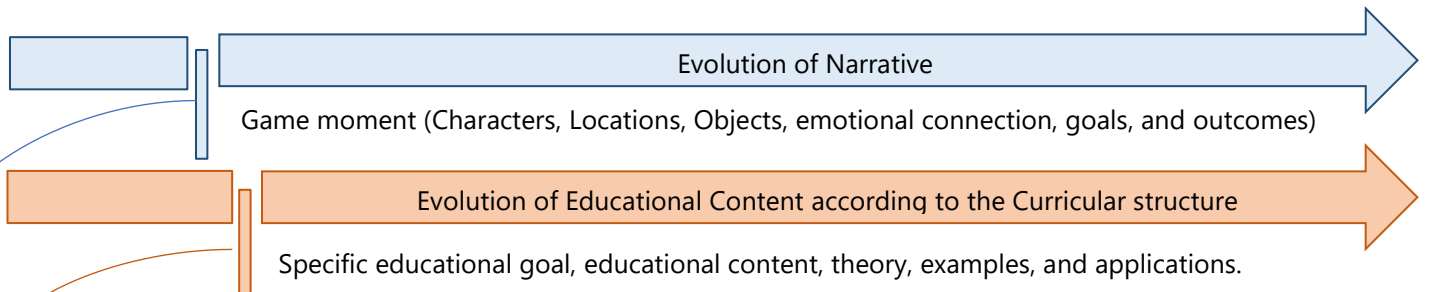 Evolution of Narrative
Game moment (Characters, Locations, Objects, emotional connection, goals, and outcomes)
Evolution of Educational Content according to the Curricular structure
Specific educational goal, educational content, theory, examples, and applications.